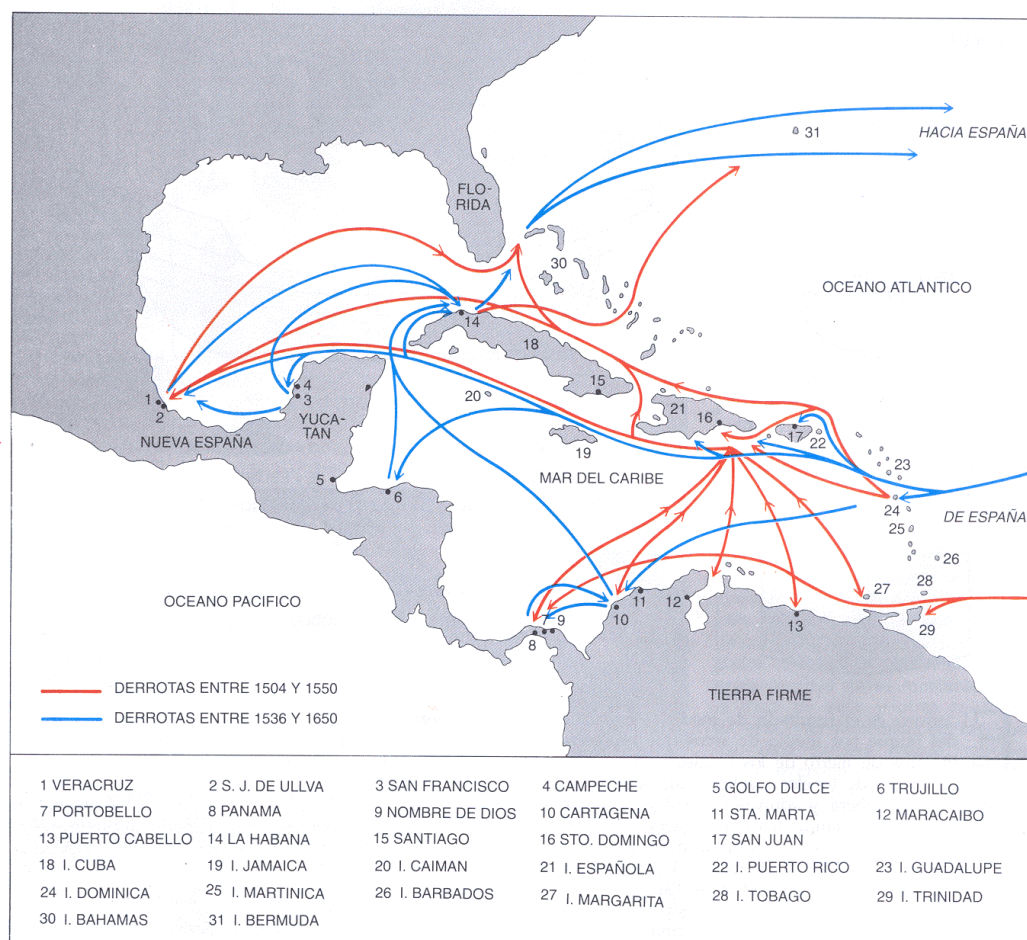 31
HACIA ESPAÑA
FLO-
RIDA
30
OCEANO ATLANTICO
14
18
4
3
1
2
20
15
21
16
17
22
YUCA-
TAN
NUEVA ESPAÑA
19
23
5
6
MAR DEL CARIBE
24
DE ESPAÑA
25
26
OCEANO PACIFICO
11
12
27
28
7
9
10
13
29
8
DERROTAS ENTRE 1504 Y 1550
TIERRA FIRME
DERROTAS ENTRE 1536 Y 1650
1 VERACRUZ 2 S. J. DE ULLVA 3 SAN FRANCISCO 4 CAMPECHE 5 GOLFO DULCE 6 TRUJILLO
7 PORTOBELLO 8 PANAMA 9 NOMBRE DE DIOS 10 CARTAGENA 11 STA. MARTA 12 MARACAIBO
13 PUERTO CABELLO 14 LA HABANA 15 SANTIAGO 16 STO. DOMINGO 17 SAN JUAN
18 I. CUBA 19 I. JAMAICA 20 I. CAIMAN 21 I. ESPAÑOLA 22 I. PUERTO RICO 23 I. GUADALUPE
24 I. DOMINICA 25 I. MARTINICA 26 I. BARBADOS 27 I. MARGARITA 28 I. TOBAGO 29 I. TRINIDAD
30 I. BAHAMAS 31 I. BERMUDA